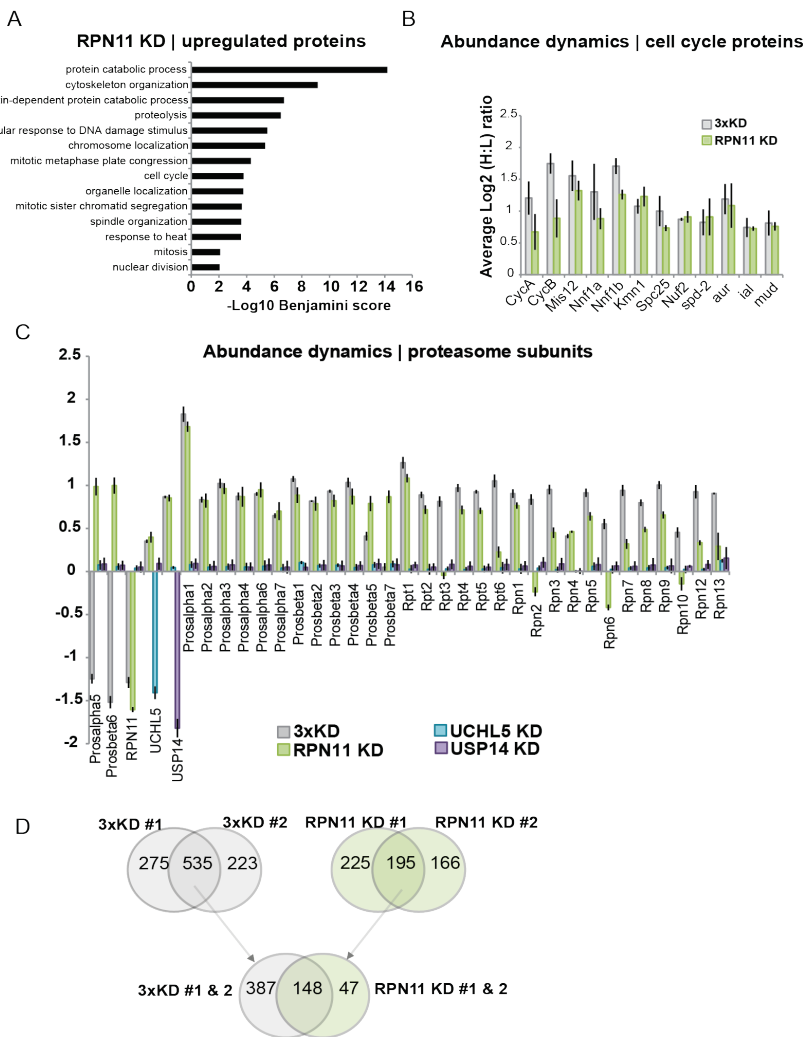 A
RPN11 KD | upregulated proteins
protein catabolic process
cytoskeleton organization
in-dependent protein catabolic process
proteolysis
ular response to DNA damage stimulus
chromosome localization
mitotic metaphase plate congression
cell cycle
organelle localization
mitotic sister chromatid segregation
spindle organization
response to heat
mitosis
nuclear division
0 2 4 6 8 10 12 14 16
-Log10 Benjamini score
B
Abundance dynamics | cell cycle proteins
Average Log2 (H:L) ratio
2.5
2
1.5
1
0.5
0
3xKD
RPN11 KD
CycA CycB Mis12 Nnf1a Nnf1b Kmn1 Spc25 Nuf2 spd-2 aur ial mud
C
Abundance dynamics | proteasome subunits
2.5
2
1.5
1
0.5
0
-0.5
-1
-1.5
-2
Prosalpha5 Prosbeta6 RPN11 UCHL5 USP14 Prosalpha1 Prosalpha2 Prosalpha3 Prosalpha4 Prosalpha6 Prosalpha7 Prosbeta1 Prosbeta2 Prosbeta3 Prosbeta4 Prosbeta5 Prosbeta7 Rpt1 Rpt2 Rpt3 Rpt4 Rpt5 Rpt6 Rpn1 Rpn2 Rpn3 Rpn4 Rpn5 Rpn6 Rpn7 Rpn8 Rpn9 Rpn10 Rpn12 Rpn13
3xKD
RPN11 KD
UCHL5 KD
USP14 KD
D
3xKD #1 3xKD #2 RPN11 KD #1 RPN11 KD #2
275 535 223 225 195 166
3xKD #1 & 2 387 148 47 RPN11 KD #1 & 2